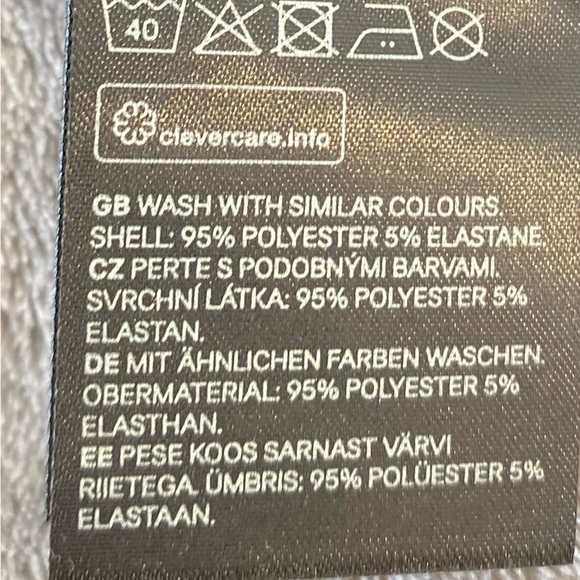 40
clevercare.info
GB WASH WITH SIMILAR COLOURS.
SHELL: 95% POLYESTER 5% ELASTANE.
CZ PERTE S PODOBNÝMI BARVAMI.
SVRCHNÍ LÁTKA: 95% POLYESTER 5%
ELASTAN.
DE MIT ÄHNLICHEN FARBEN WASCHEN.
OBERMATERIAL: 95% POLYESTER 5%
ELASTHAN.
EE PESE KOOS SARNAST VÄRVI
RIIETEGA. ÜMBRIS: 95% POLÜESTER 5%
ELASTAAN.